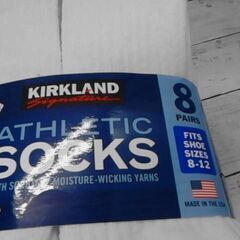 KIRKLAND
Signature
8
PAIRS
ATHLETIC
SOCKS
FITS
SHOE
SIZES
8-12
MOISTURE-WICKING YARNS
MADE IN THE USA